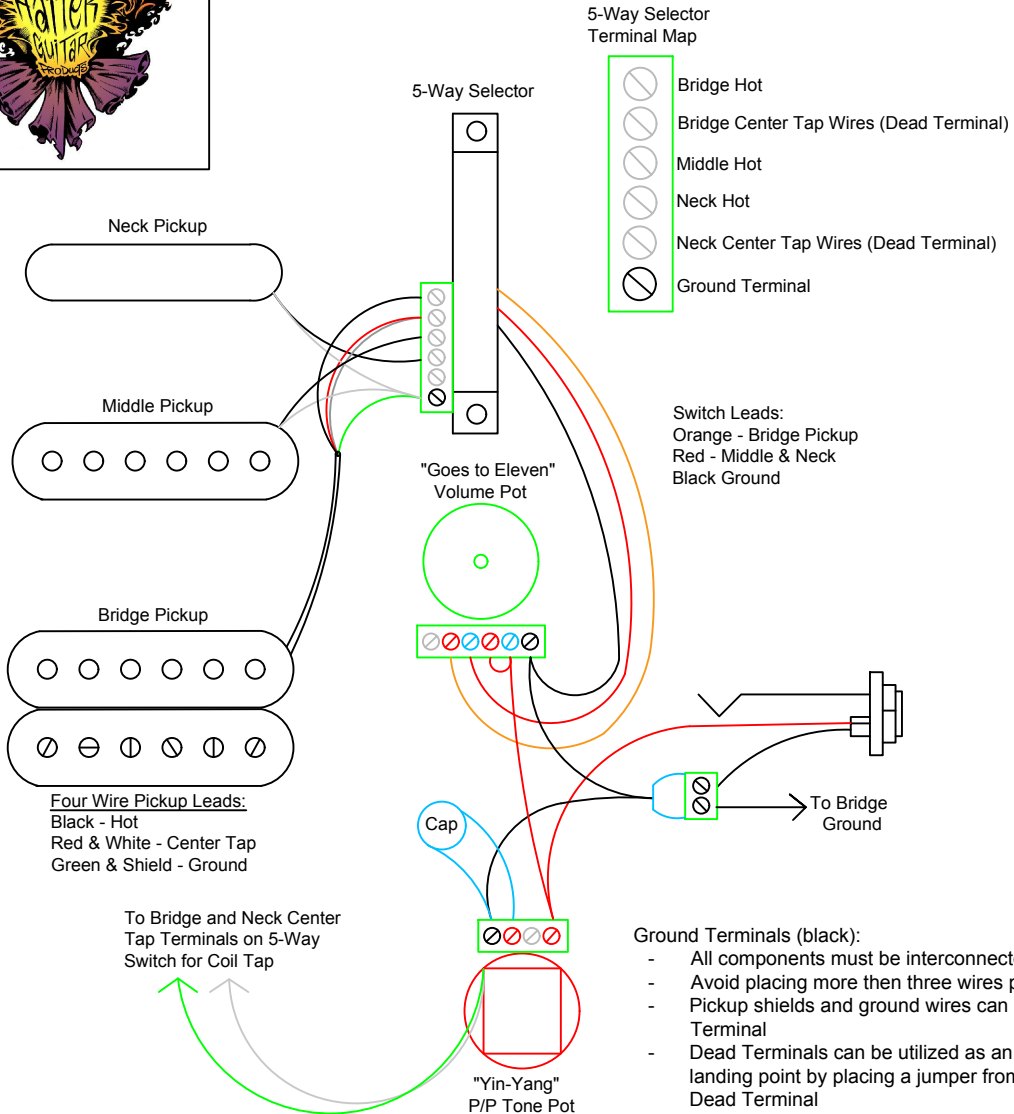 Hatter
Guitar
Products
5-Way Selector
Terminal Map
Bridge Hot
Bridge Center Tap Wires (Dead Terminal)
Middle Hot
Neck Hot
Neck Center Tap Wires (Dead Terminal)
Ground Terminal
5-Way Selector
Neck Pickup
Middle Pickup
Switch Leads:
Orange - Bridge Pickup
Red - Middle & Neck
Black Ground
"Goes to Eleven"
Volume Pot
Bridge Pickup
Four Wire Pickup Leads:
Black - Hot
Red & White - Center Tap
Green & Shield - Ground
To Bridge
Ground
Cap
To Bridge and Neck Center
Tap Terminals on 5-Way
Switch for Coil Tap
"Yin-Yang"
P/P Tone Pot
Ground Terminals (black):
- All components must be
- Avoid placing more then three wires
- Pickup shields and ground wires can
Terminal
- Dead Terminals can be utilized as an
landing point by placing a jumper
Dead Terminal